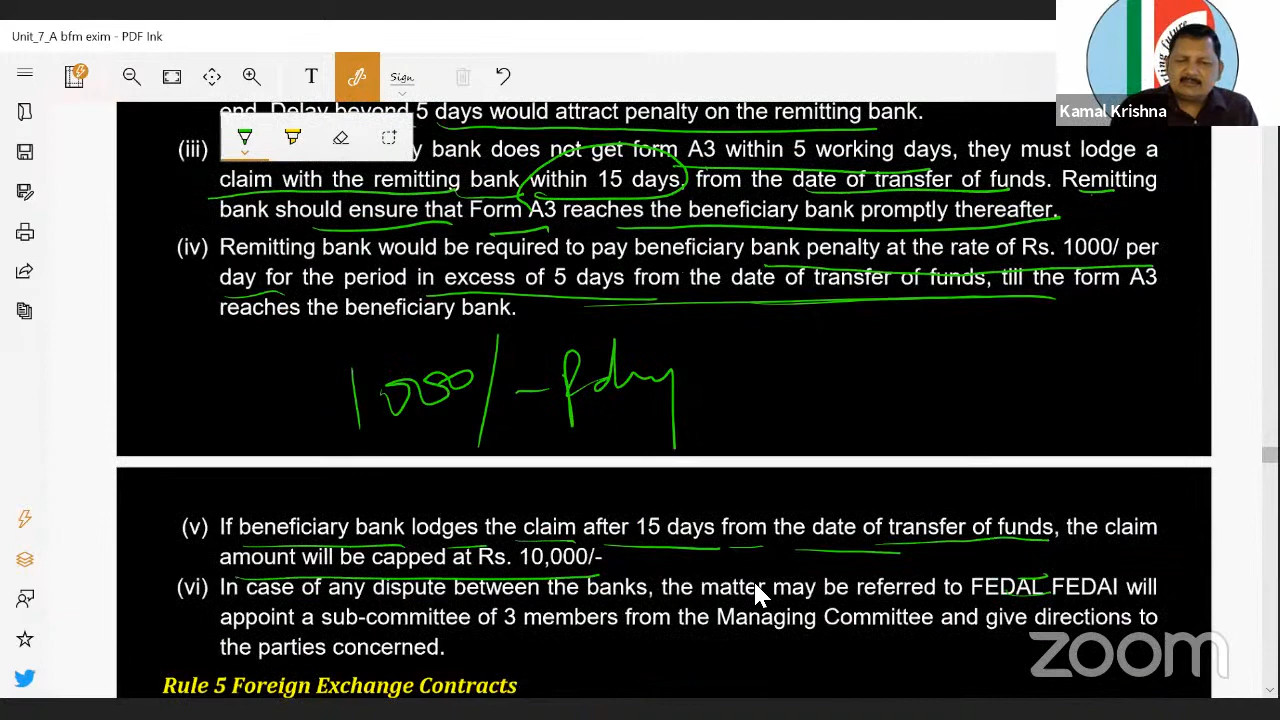 Unit_7_A bfm exim - PDF Ink
Kamal Krishna
T
Sign
end. Delay beyond 5 days would attract penalty on the remitting bank.
(iii bank does not get form A3 within 5 working days, they must lodge a
claim with the remitting bank within 15 days, from the date of transfer of funds. Remitting
bank should ensure that Form A3 reaches the beneficiary bank promptly thereafter.
(iv) Remitting bank would be required to pay beneficiary bank penalty at the rate of Rs. 1000/ per
day for the period in excess of 5 days from the date of transfer of funds, till the form A3
reaches the beneficiary bank.
1000/- Pday
(v) If beneficiary bank lodges the claim after 15 days from the date of transfer of funds, the claim
amount will be capped at Rs. 10,000/-
(vi) In case of any dispute between the banks, the matter may be referred to FEDAI. FEDAI will
appoint a sub-committee of 3 members from the Managing Committee and give directions to
the parties concerned.
zoom
Rule 5 Foreign Exchange Contracts